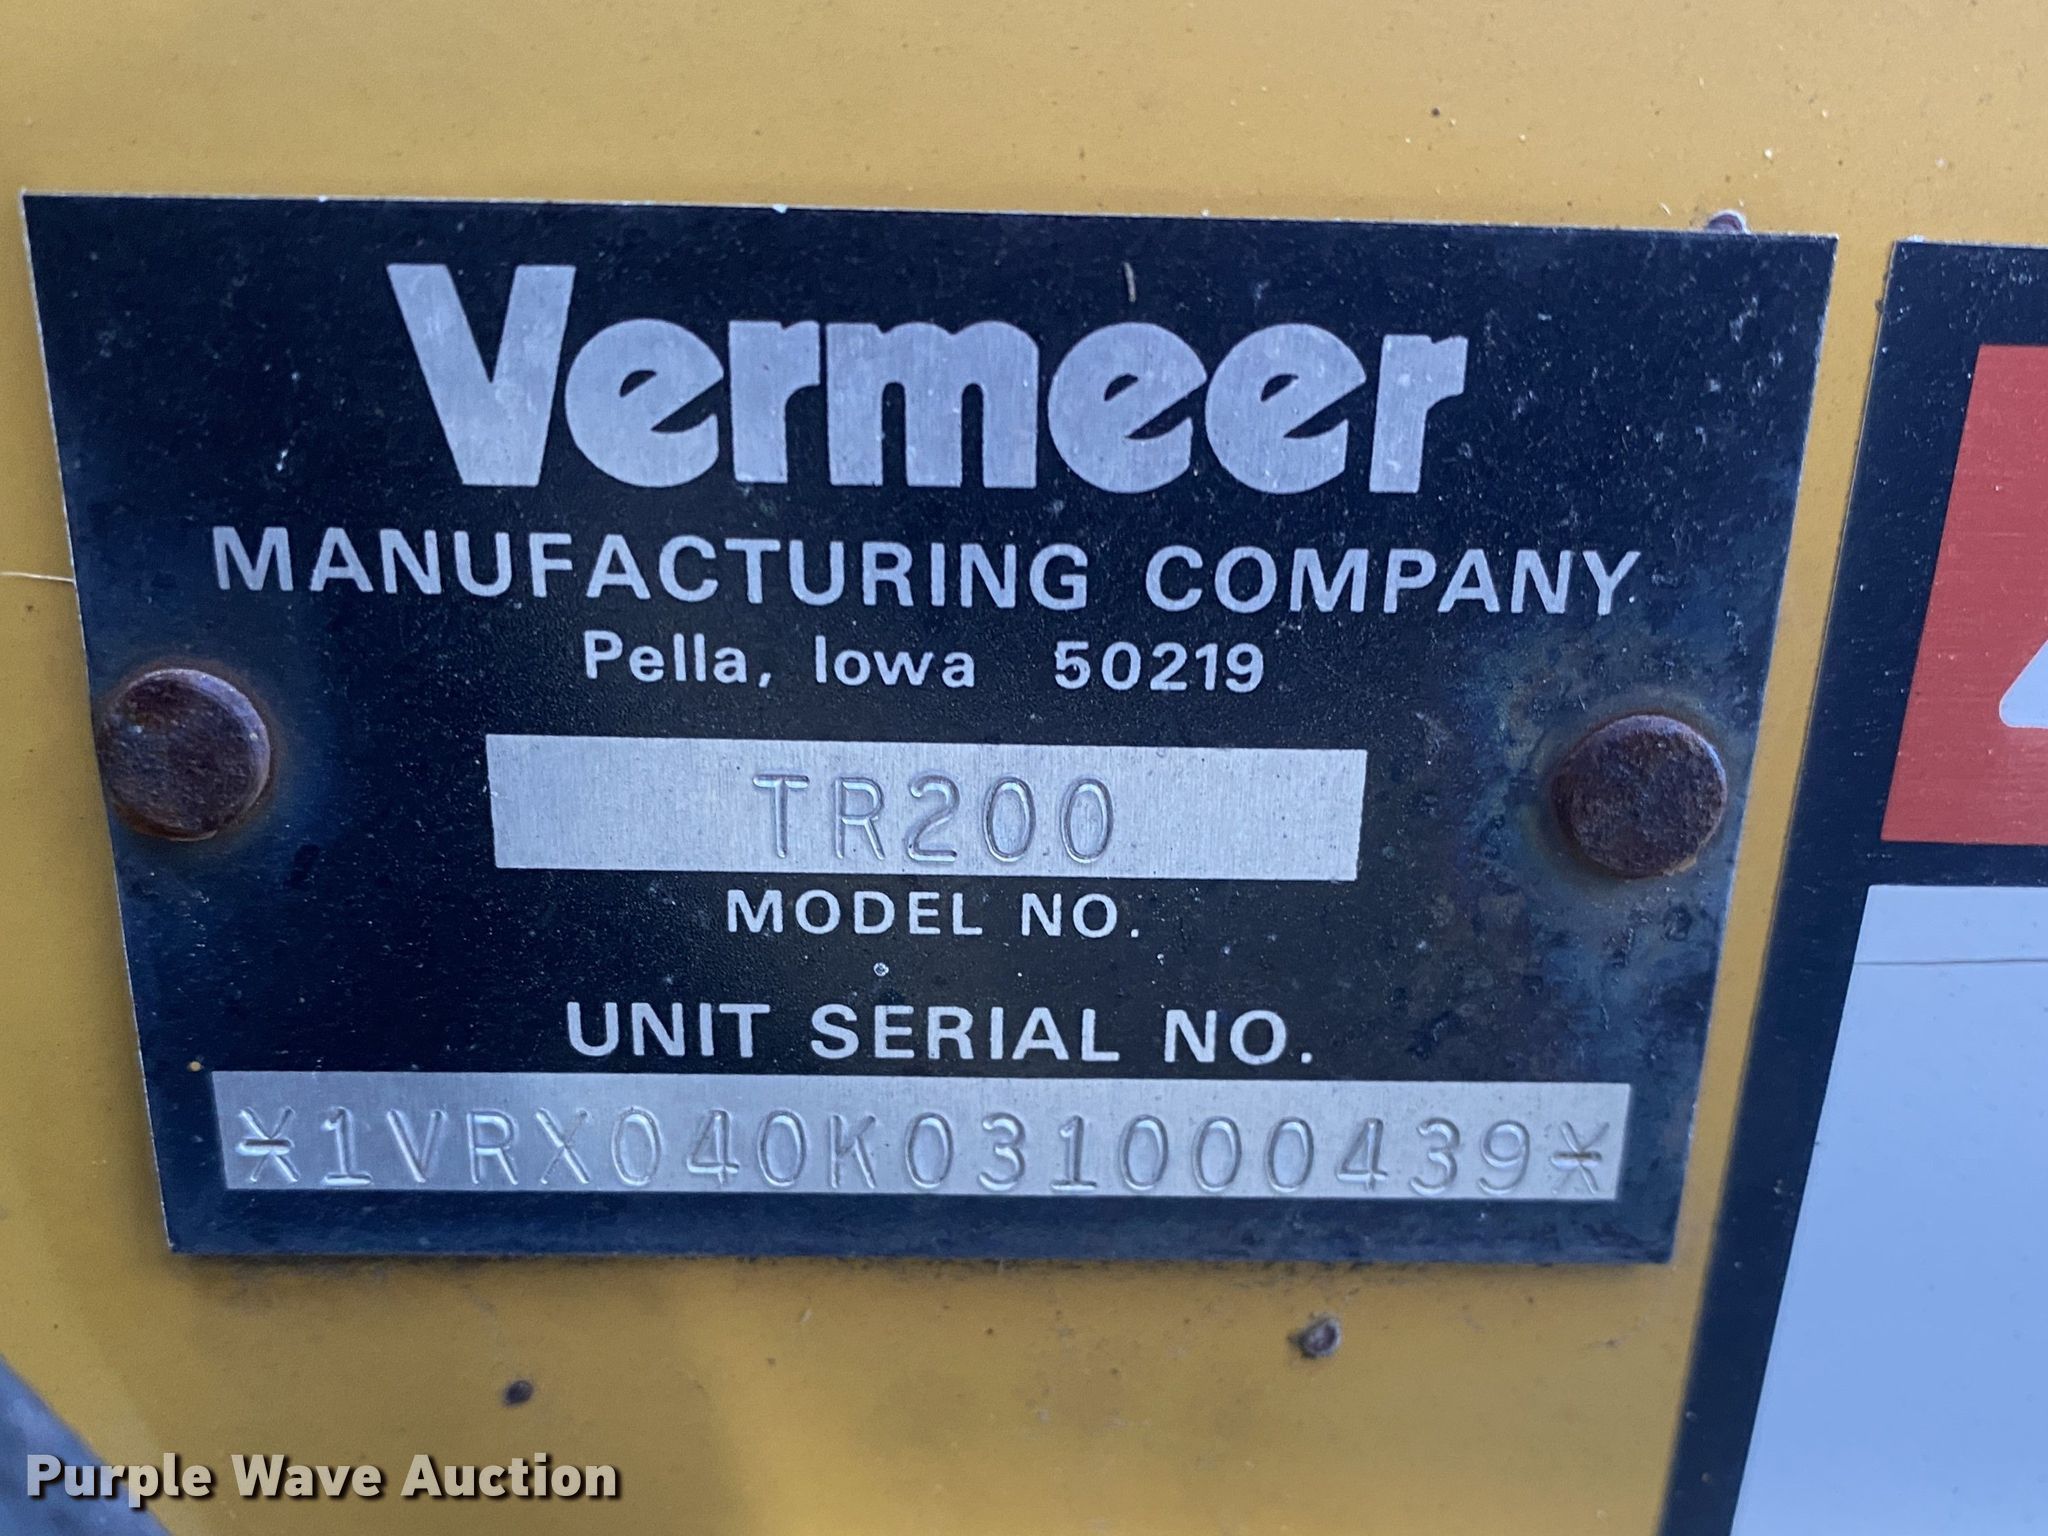 Vermeer
MANUFACTURING COMPANY
Pella, Iowa 50219
TR200
MODEL NO.
UNIT SERIAL NO.
*1VRX040K031000439*
Purple Wave Auction